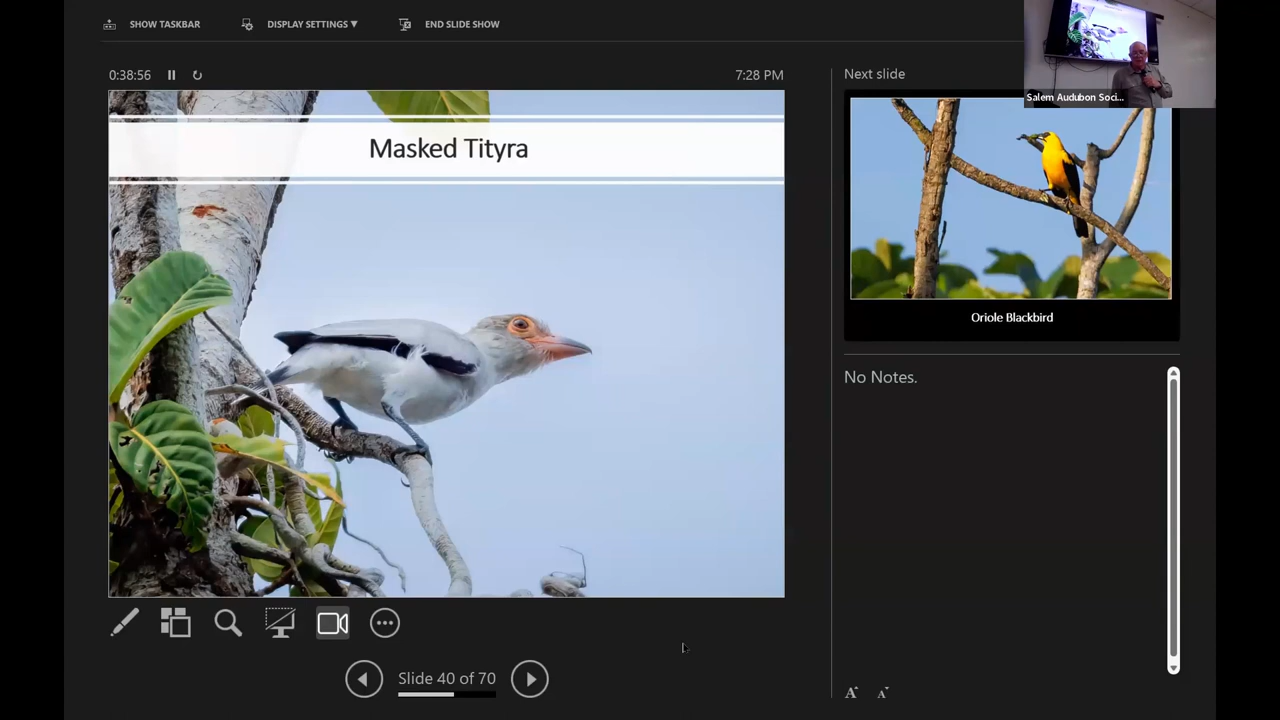 SHOW TASKBAR
DISPLAY SETTINGS ▼
END SLIDE SHOW
0:38:56
7:28 PM
Next slide
Salem Audubon Soci...
Masked Tityra
Oriole Blackbird
No Notes.
Slide 40 of 70
A A